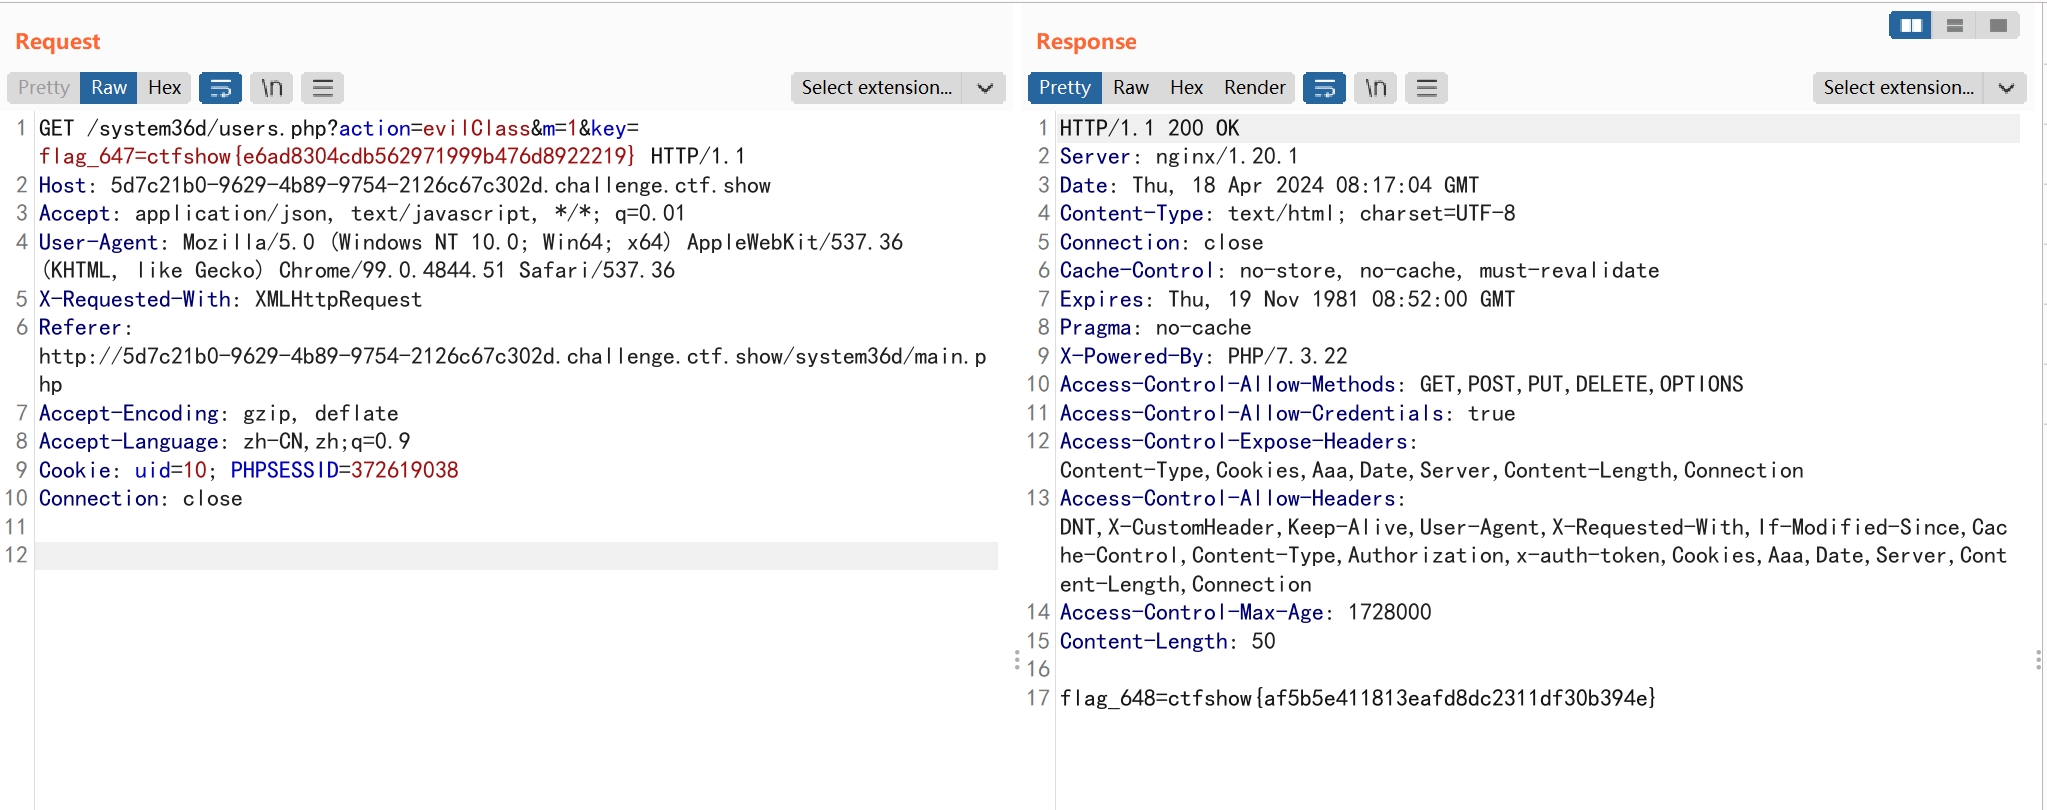 Request
Pretty Raw Hex \n Select extension...
1 GET /system36d/users.php?action=evilClass&m=1&key=
flag_647=ctfshow{e6ad8304cdb562971999b476d8922219} HTTP/1.1
2 Host: 5d7c21b0-9629-4b89-9754-2126c67c302d.challenge.ctf.show
3 Accept: application/json, text/javascript, */*; q=0.01
4 User-Agent: Mozilla/5.0 (Windows NT 10.0; Win64; x64) AppleWebKit/537.36
(KHTML, like Gecko) Chrome/99.0.4844.51 Safari/537.36
5 X-Requested-With: XMLHttpRequest
6 Referer:
http://5d7c21b0-9629-4b89-9754-2126c67c302d.challenge.ctf.show/system36d/main.p
hp
7 Accept-Encoding: gzip, deflate
8 Accept-Language: zh-CN,zh;q=0.9
9 Cookie: uid=10; PHPSESSID=372619038
10 Connection: close
11
12
Response
Pretty Raw Hex Render \n Select extension...
1 HTTP/1.1 200 OK
2 Server: nginx/1.20.1
3 Date: Thu, 18 Apr 2024 08:17:04 GMT
4 Content-Type: text/html; charset=UTF-8
5 Connection: close
6 Cache-Control: no-store, no-cache, must-revalidate
7 Expires: Thu, 19 Nov 1981 08:52:00 GMT
8 Pragma: no-cache
9 X-Powered-By: PHP/7.3.22
10 Access-Control-Allow-Methods: GET,POST,PUT,DELETE,OPTIONS
11 Access-Control-Allow-Credentials: true
12 Access-Control-Expose-Headers:
Content-Type,Cookies,Aaa,Date,Server,Content-Length,Connection
13 Access-Control-Allow-Headers:
DNT,X-CustomHeader,Keep-Alive,User-Agent,X-Requested-With,If-Modified-Since,Cac
he-Control,Content-Type,Authorization,x-auth-token,Cookies,Aaa,Date,Server,Cont
ent-Length,Connection
14 Access-Control-Max-Age: 1728000
15 Content-Length: 50
16
17 flag_648=ctfshow{af5b5e411813eafd8dc2311df30b394e}